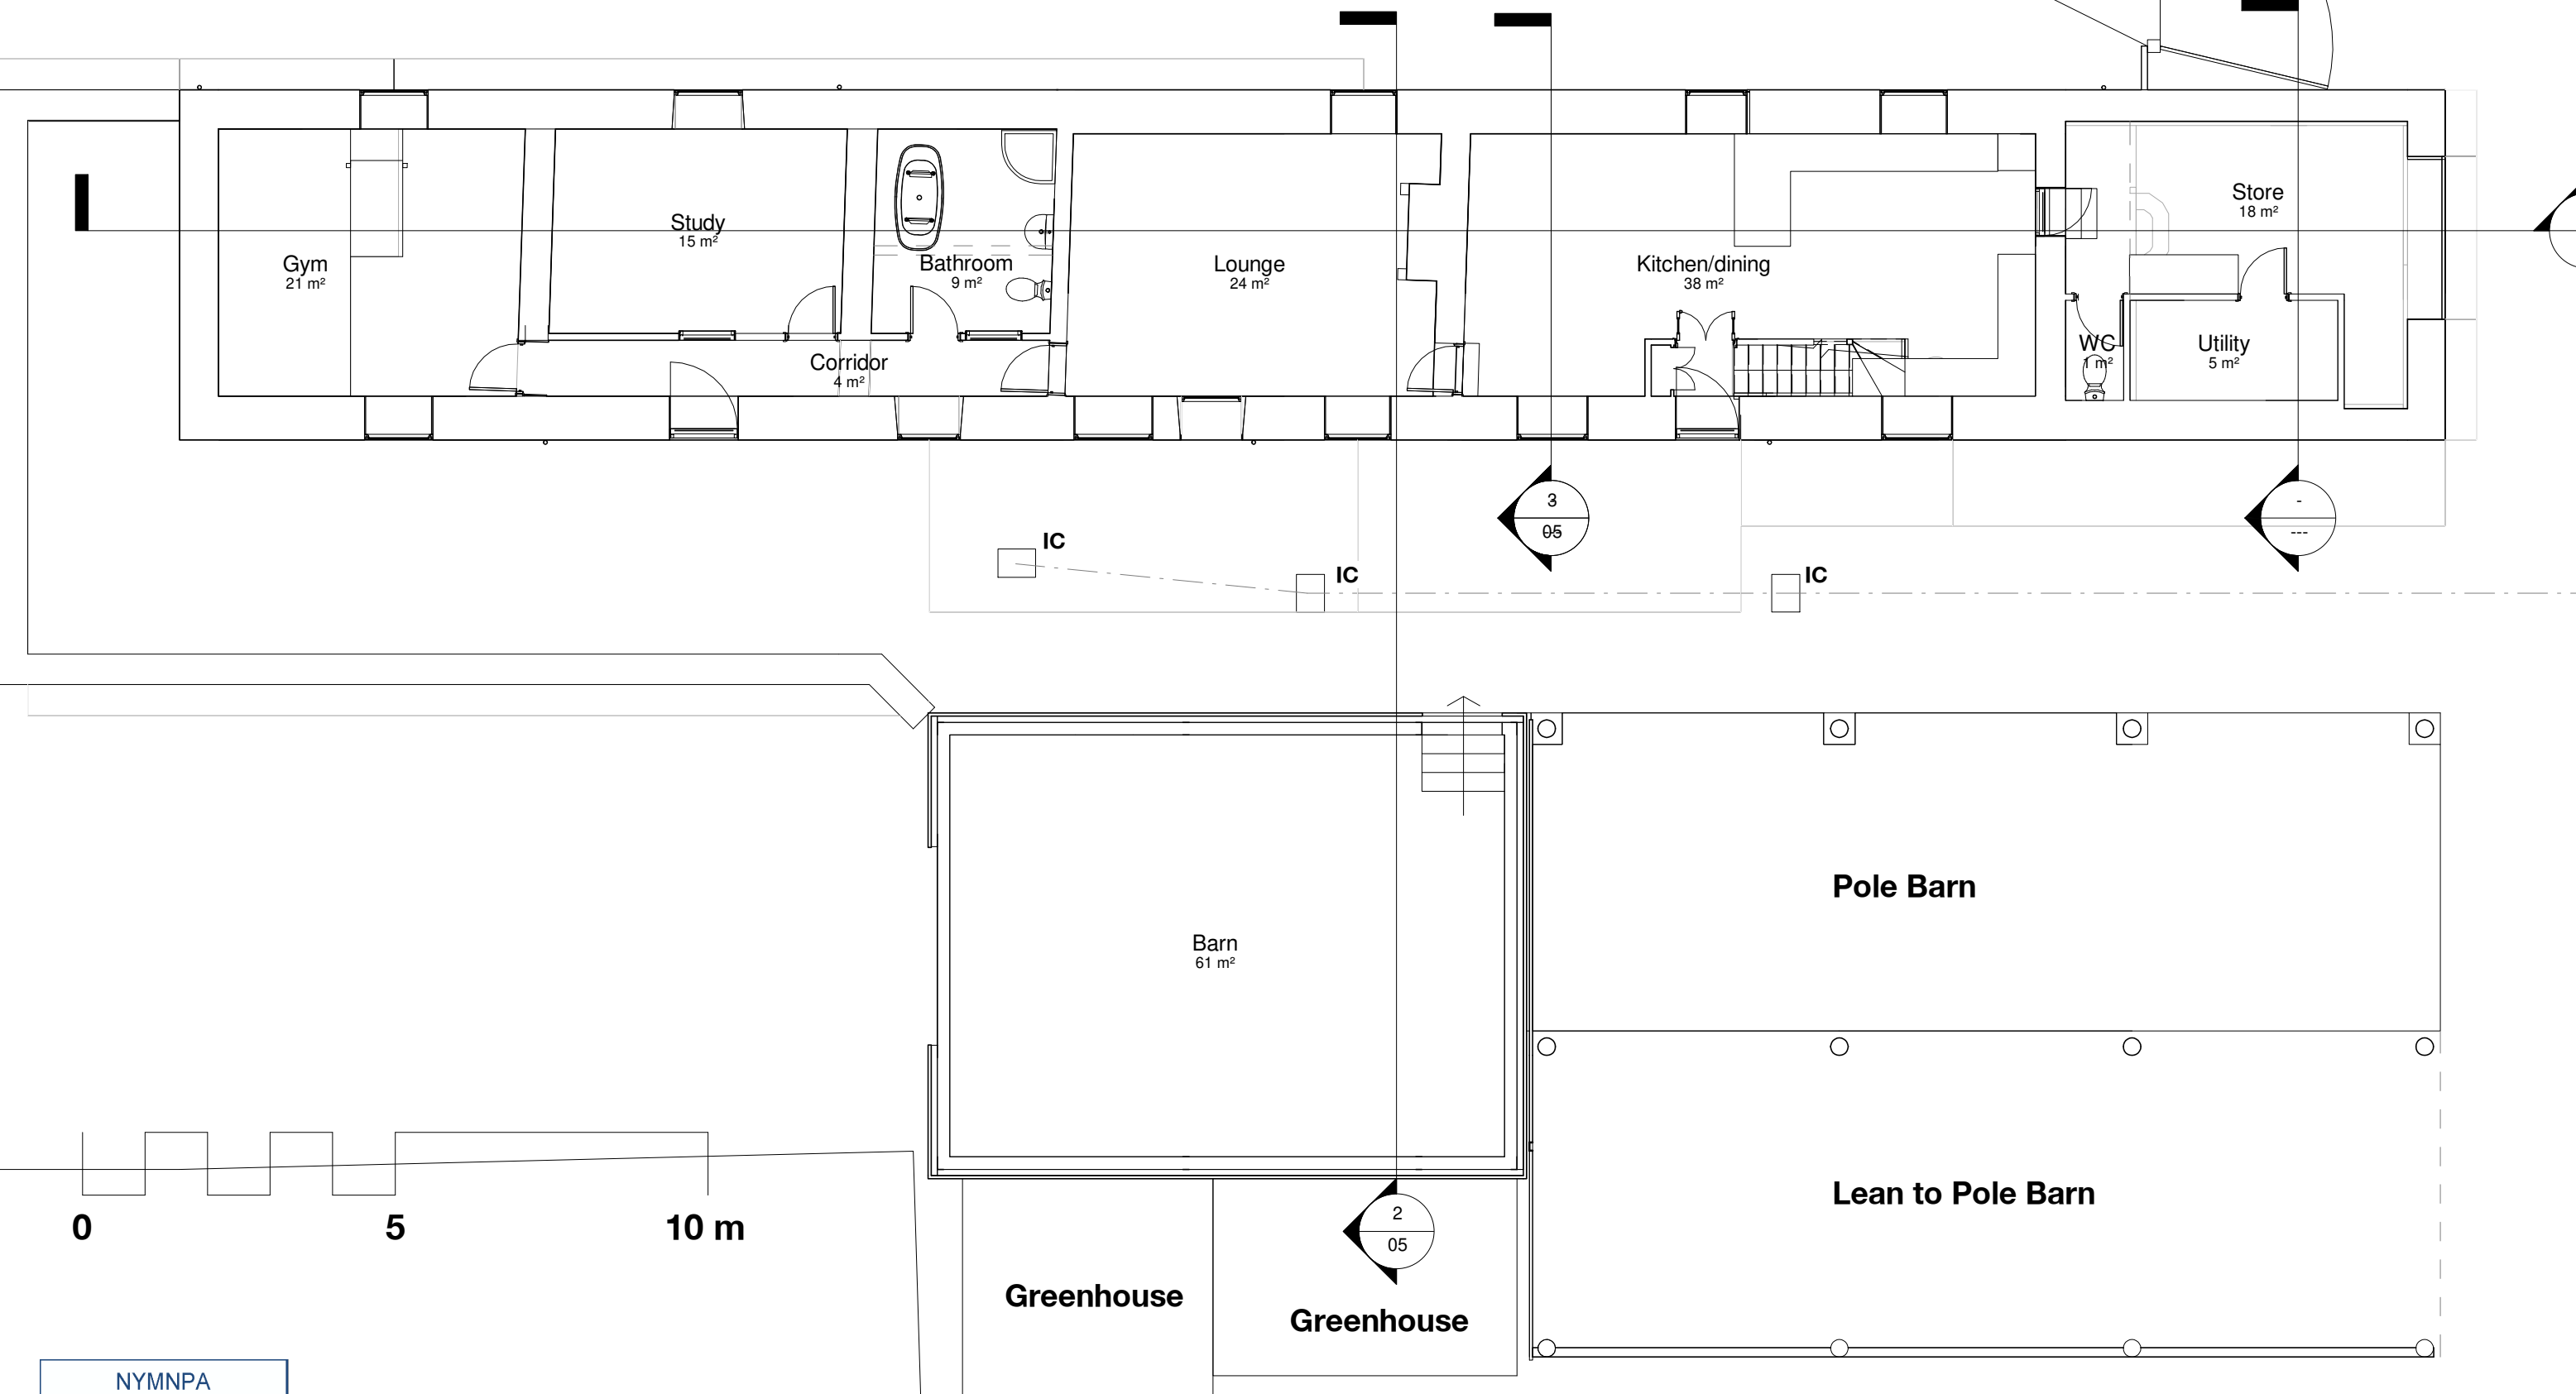 Gym
21 m²
Study
15 m²
Bathroom
9 m²
Corridor
4 m²
Lounge
24 m²
Kitchen/dining
38 m²
Store
18 m²
WC
1 m²
Utility
5 m²
IC
IC
IC
3
05
-
---
Barn
61 m²
Pole Barn
Lean to Pole Barn
2
05
Greenhouse
Greenhouse
0 5 10 m
NYMNPA